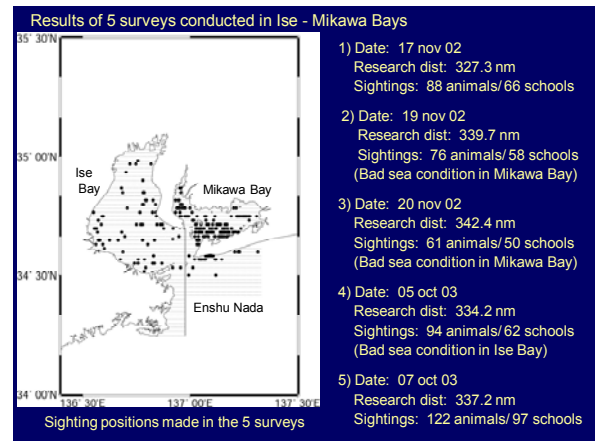 Results of 5 surveys conducted in Ise - Mikawa Bays
35° 30'N
35° 00'N
34° 30'N
34° 00'N
136° 30'E
137° 00'E
137° 30'E
Ise
Bay
Mikawa Bay
Enshu Nada
Sighting positions made in the 5 surveys
1) Date: 17 nov 02
Research dist: 327.3 nm
Sightings: 88 animals/ 66 schools
2) Date: 19 nov 02
Research dist: 339.7 nm
Sightings: 76 animals/ 58 schools
(Bad sea condition in Mikawa Bay)
3) Date: 20 nov 02
Research dist: 342.4 nm
Sightings: 61 animals/ 50 schools
(Bad sea condition in Mikawa Bay)
4) Date: 05 oct 03
Research dist: 334.2 nm
Sightings: 94 animals/ 62 schools
(Bad sea condition in Ise Bay)
5) Date: 07 oct 03
Research dist: 337.2 nm
Sightings: 122 animals/ 97 schools